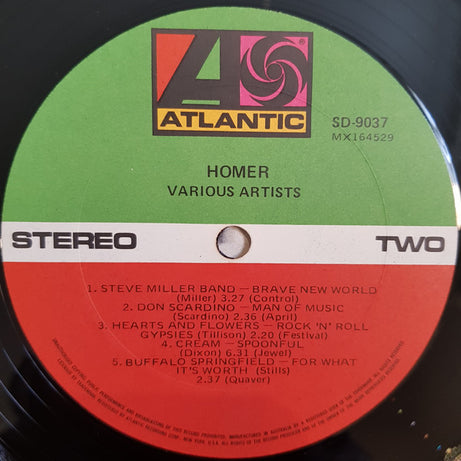 ATLANTIC
SD-9037
MX164529
HOMER
VARIOUS ARTISTS
STEREO TWO
1. STEVE MILLER BAND — BRAVE NEW WORLD
(Miller) 3.27 (Control)
2. DON SCARDINO — MAN OF MUSIC
(Scardino) 2.36 (April)
3. HEARTS AND FLOWERS — ROCK 'N' ROLL
GYPSIES (Tillison) 2.20 (Festival)
4. CREAM — SPOONFUL
(Dixon) 6.31 (Jewel)
5. BUFFALO SPRINGFIELD — FOR WHAT
IT'S WORTH (Stills)
2.37 (Quaver)